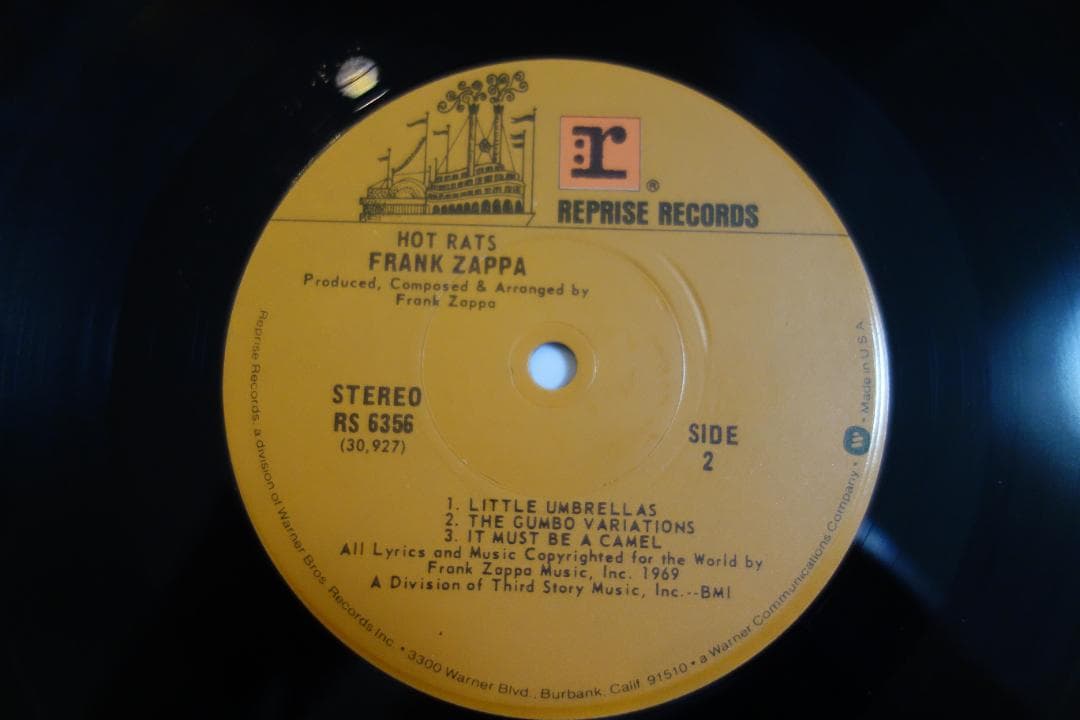 r ®
REPRISE RECORDS
HOT RATS
FRANK ZAPPA
Produced, Composed & Arranged by
Frank Zappa
STEREO
RS 6356
(30,927)
SIDE
2
1. LITTLE UMBRELLAS
2. THE GUMBO VARIATIONS
3. IT MUST BE A CAMEL
All Lyrics and Music Copyrighted for the World by
Frank Zappa Music, Inc. 1969
A Division of Third Story Music, Inc.--BMI
Reprise Records, a division of Warner Bros. Records Inc. • 3300 Warner Blvd., Burbank, Calif. 91510 • a Warner Communications Company • W • Made in U.S.A.